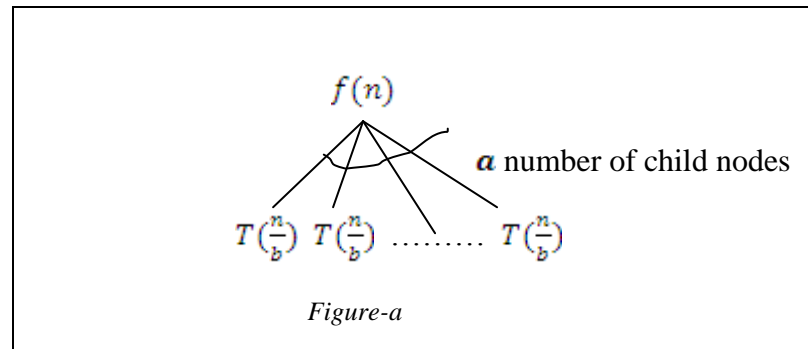 f(n)
a number of child nodes
T(n/b) T(n/b) ......... T(n/b)
Figure-a